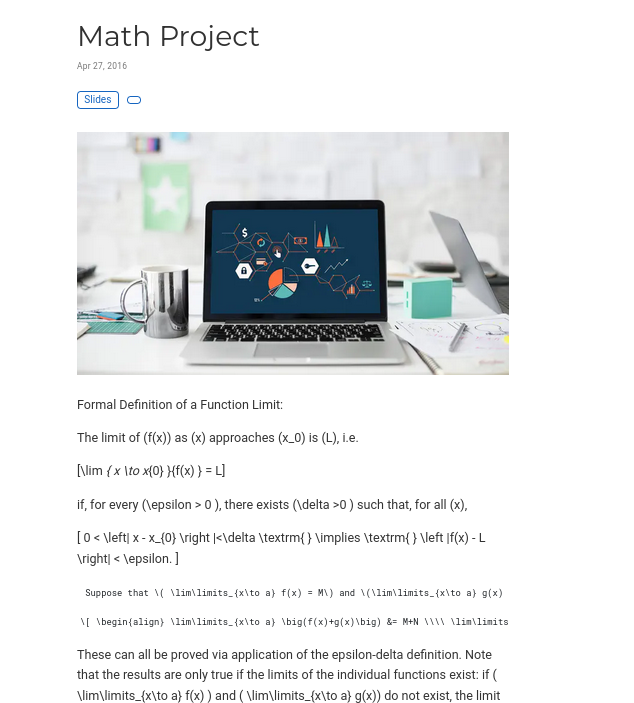 Math Project
Apr 27, 2016
Slides
$
Formal Definition of a Function Limit:
The limit of (f(x)) as (x) approaches (x_0) is (L), i.e.
[\lim { x \to x{0} }{f(x) } = L]
if, for every (\epsilon > 0 ), there exists (\delta >0 ) such that, for all (x),
[ 0 < \left| x - x_{0} \right |<\delta \textrm{ } \implies \textrm{ } \left |f(x) - L
\right| < \epsilon. ]
Suppose that \( \lim\limits_{x\to a} f(x) = M\) and \(\lim\limits_{x\to a} g(x)
\[ \begin{align} \lim\limits_{x\to a} \big(f(x)+g(x)\big) &= M+N \\\\ \lim\limits
These can all be proved via application of the epsilon-delta definition. Note
that the results are only true if the limits of the individual functions exist: if (
\lim\limits_{x\to a} f(x) ) and ( \lim\limits_{x\to a} g(x)) do not exist, the limit